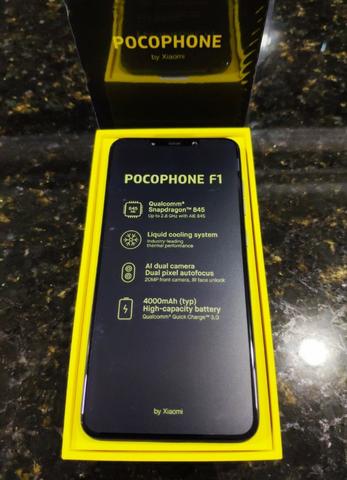 POCOPHONE
by Xiaomi
POCOPHONE F1
845
Qualcomm®
Snapdragon™ 845
Up to 2.8 GHz with AIE 845
Liquid cooling system
Industry-leading
thermal performance
AI dual camera
Dual pixel autofocus
20MP front camera, IR face unlock
4000mAh (typ)
High-capacity battery
Qualcomm® Quick Charge™ 3.0
by Xiaomi